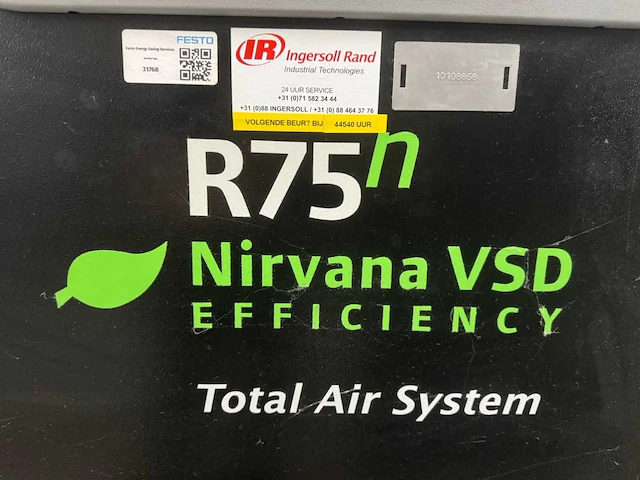 FESTO
Festo Energy Saving Services
31768
IR Ingersoll Rand
Industrial Technologies
24 UUR SERVICE
+31 (0)71 582 34 44
+31 (0)88 INGERSOLL / +31 (0) 88 464 37 76
VOLGENDE BEURT BIJ 44540 UUR
10108868
R75n
Nirvana VSD
EFFICIENCY
Total Air System